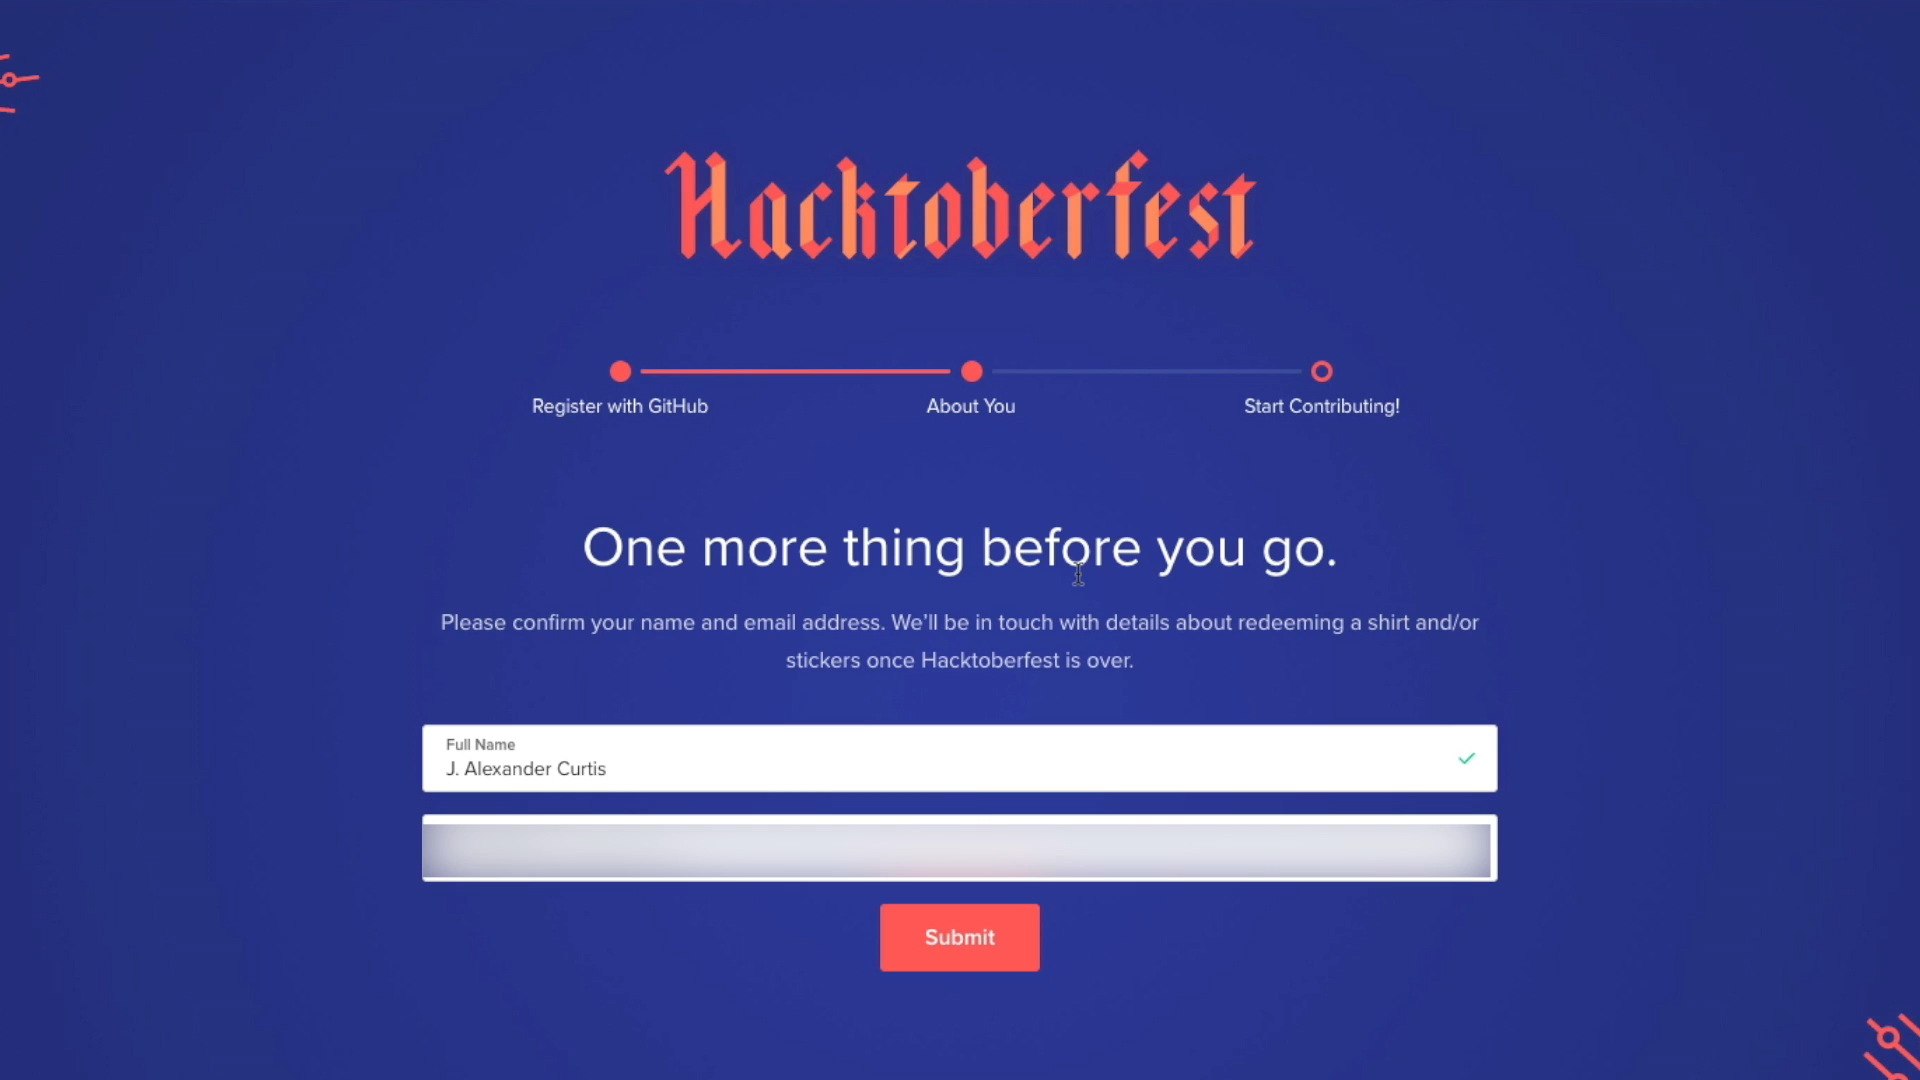 Hacktoberfest
Register with GitHub
About You
Start Contributing!
One more thing before you go.
Please confirm your name and email address. We’ll be in touch with details about redeeming a shirt and/or
stickers once Hacktoberfest is over.
Full Name
J. Alexander Curtis
Submit